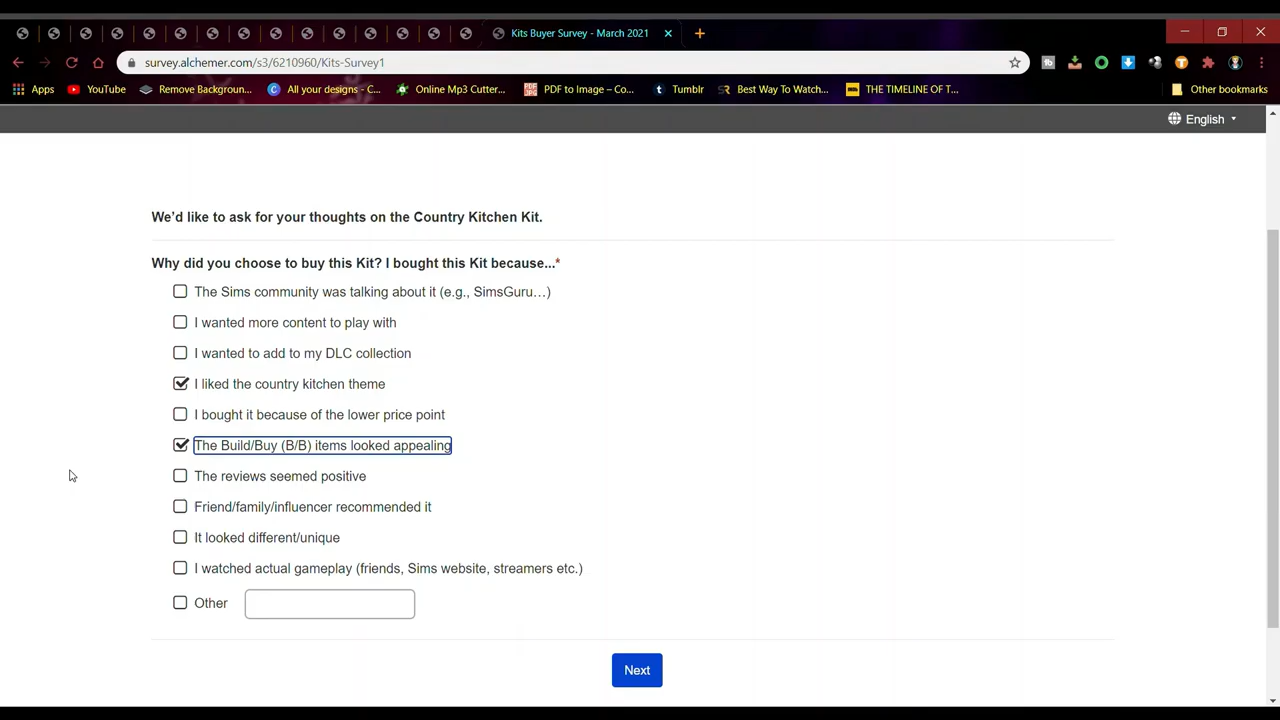 Kits Buyer Survey - March 2021
survey.alchemer.com/s3/6210960/Kits-Survey1
Apps YouTube Remove Backgroun... All your designs - C... Online Mp3 Cutter... PDF to Image – Co... Tumblr Best Way To Watch... THE TIMELINE OF T... Other bookmarks
English
We'd like to ask for your thoughts on the Country Kitchen Kit.
Why did you choose to buy this Kit? I bought this Kit because...*
The Sims community was talking about it (e.g., SimsGuru…)
I wanted more content to play with
I wanted to add to my DLC collection
I liked the country kitchen theme
I bought it because of the lower price point
The Build/Buy (B/B) items looked appealing
The reviews seemed positive
Friend/family/influencer recommended it
It looked different/unique
I watched actual gameplay (friends, Sims website, streamers etc.)
Other
Next